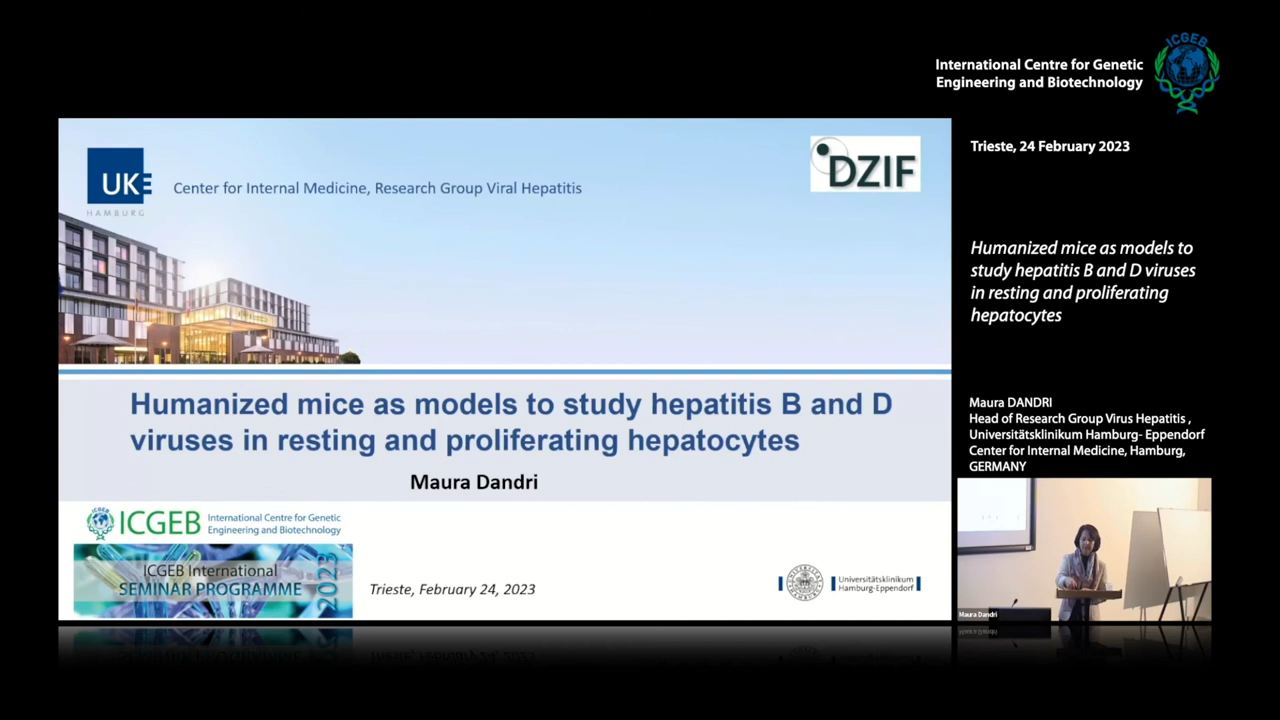 ICGEB
International Centre for Genetic
Engineering and Biotechnology
Trieste, 24 February 2023
UKE
HAMBURG
Center for Internal Medicine, Research Group Viral Hepatitis
DZIF
Humanized mice as models to study hepatitis B and D
viruses in resting and proliferating hepatocytes
Maura Dandri
ICGEB International Centre for Genetic
Engineering and Biotechnology
ICGEB International
SEMINAR PROGRAMME
2023
Trieste, February 24, 2023
Universitätsklinikum
Hamburg-Eppendorf
Humanized mice as models to
study hepatitis B and D viruses
in resting and proliferating
hepatocytes
Maura DANDRI
Head of Research Group Virus Hepatitis ,
Universitätsklinikum Hamburg- Eppendorf
Center for Internal Medicine, Hamburg,
GERMANY
Maura Dandri